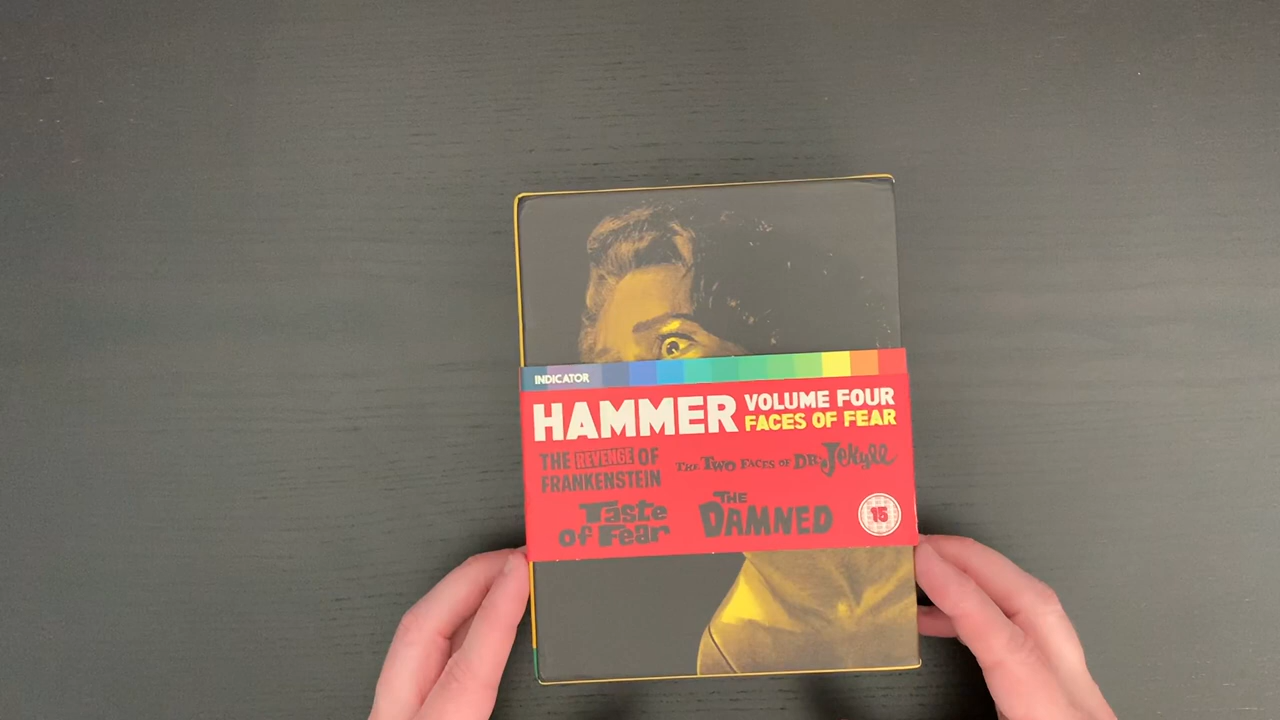 INDICATOR
HAMMER
VOLUME FOUR
FACES OF FEAR
THE REVENGE OF
FRANKENSTEIN
THE TWO FACES OF DR. Jekyll
Taste
of Fear
THE
DAMNED
15